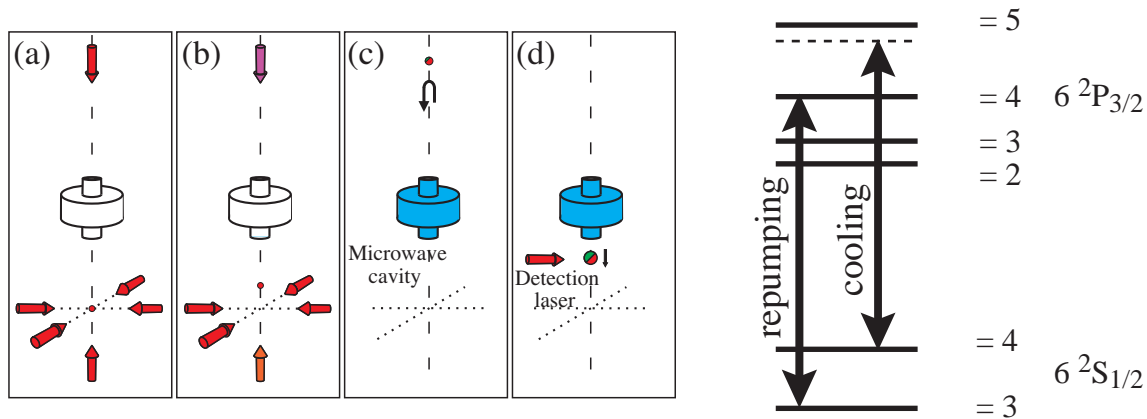 (a)
(b)
(c)
(d)
Microwave
cavity
Detection
laser
= 5
= 4
6 ²P₃/₂
= 3
= 2
repumping
cooling
= 4
6 ²S₁/₂
= 3